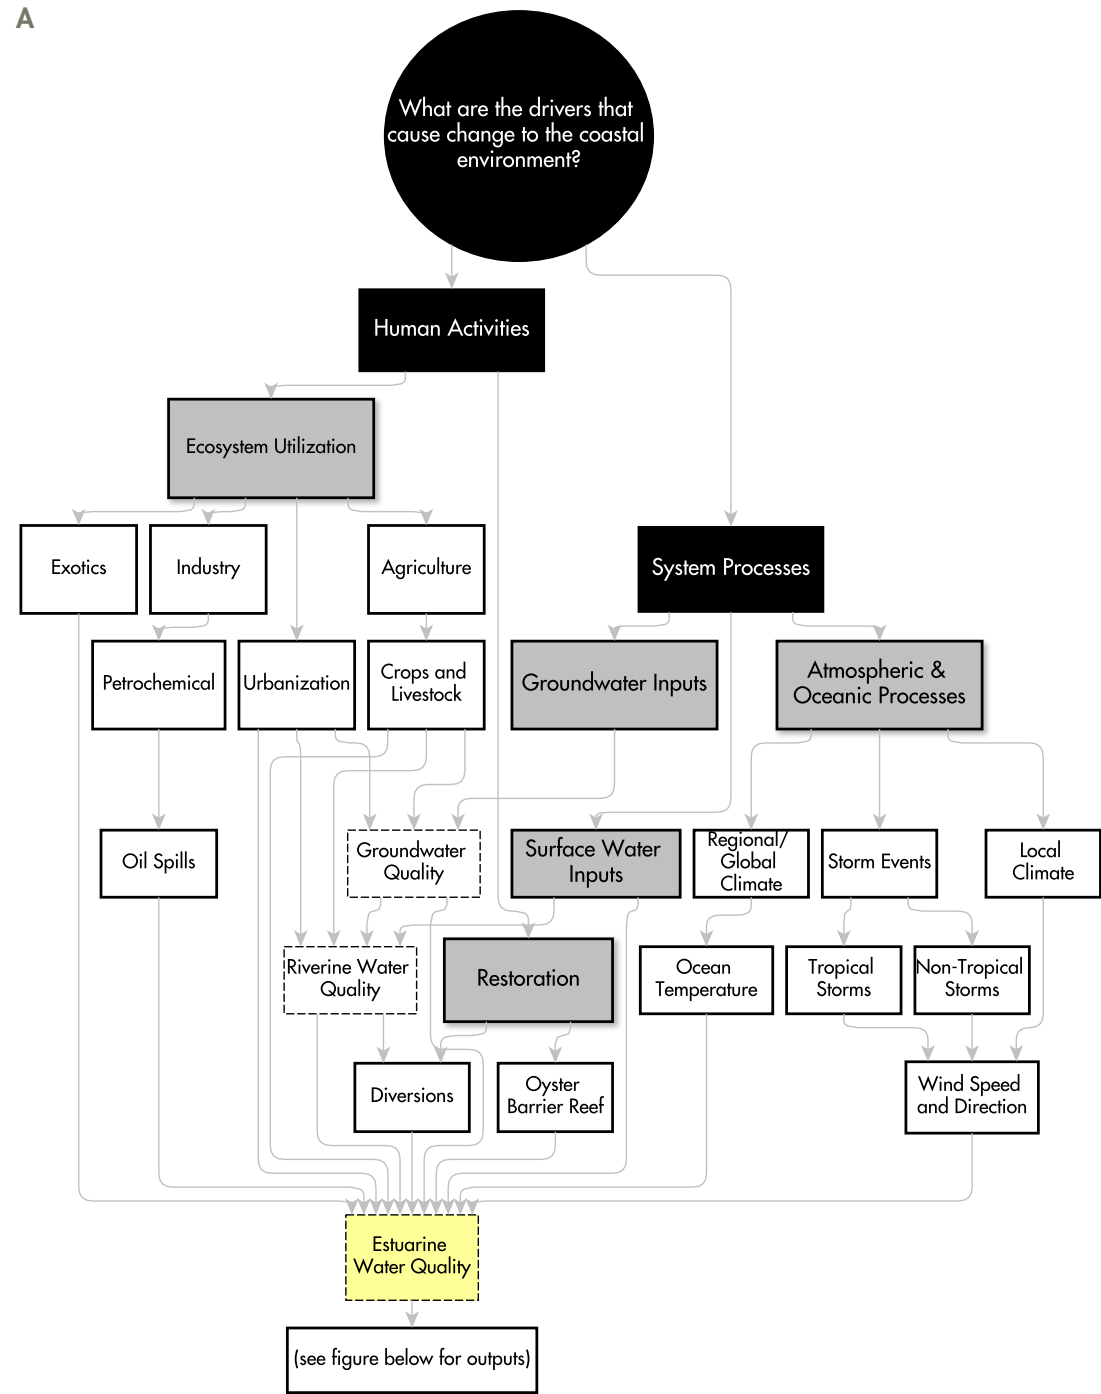 A
What are the drivers that
cause change to the coastal
environment?
Human Activities
Ecosystem Utilization
Exotics
Industry
Agriculture
System Processes
Petrochemical
Urbanization
Crops and
Livestock
Groundwater Inputs
Atmospheric &
Oceanic Processes
Oil Spills
Groundwater
Quality
Surface Water
Inputs
Regional/
Global
Climate
Storm Events
Local
Climate
Riverine Water
Quality
Restoration
Ocean
Temperature
Tropical
Storms
Non-Tropical
Storms
Diversions
Oyster
Barrier Reef
Wind Speed
and Direction
Estuarine
Water Quality
(see figure below for outputs)